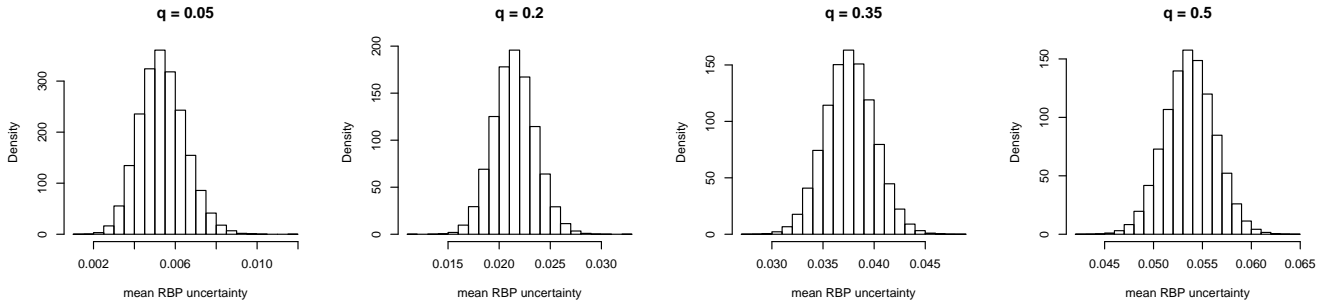 q = 0.05
Density
0 100 200 300
0.002 0.006 0.010
mean RBP uncertainty
q = 0.2
Density
0 50 100 150 200
0.015 0.020 0.025 0.030
mean RBP uncertainty
q = 0.35
Density
0 50 100 150
0.030 0.035 0.040 0.045
mean RBP uncertainty
q = 0.5
Density
0 50 100 150
0.045 0.050 0.055 0.060 0.065
mean RBP uncertainty